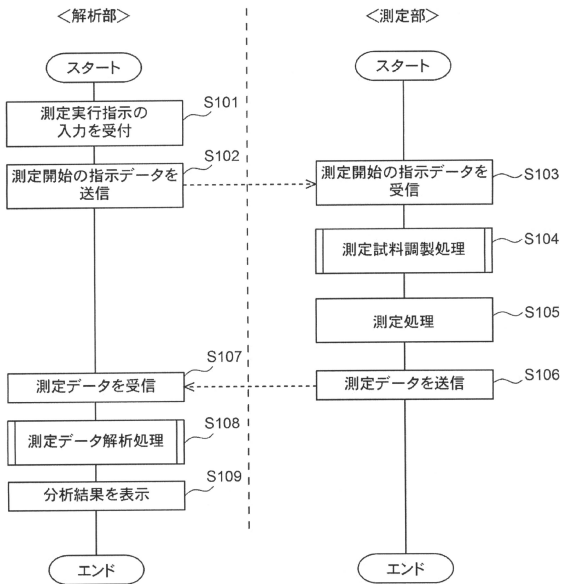 <解析部>
スタート
測定実行指示の
入力を受付
S101
測定開始の指示データを
送信
S102
測定データを受信
S107
測定データ解析処理
S108
分析結果を表示
S109
エンド
<測定部>
スタート
測定開始の指示データを
受信
S103
測定試料調製処理
S104
測定処理
S105
測定データを送信
S106
エンド